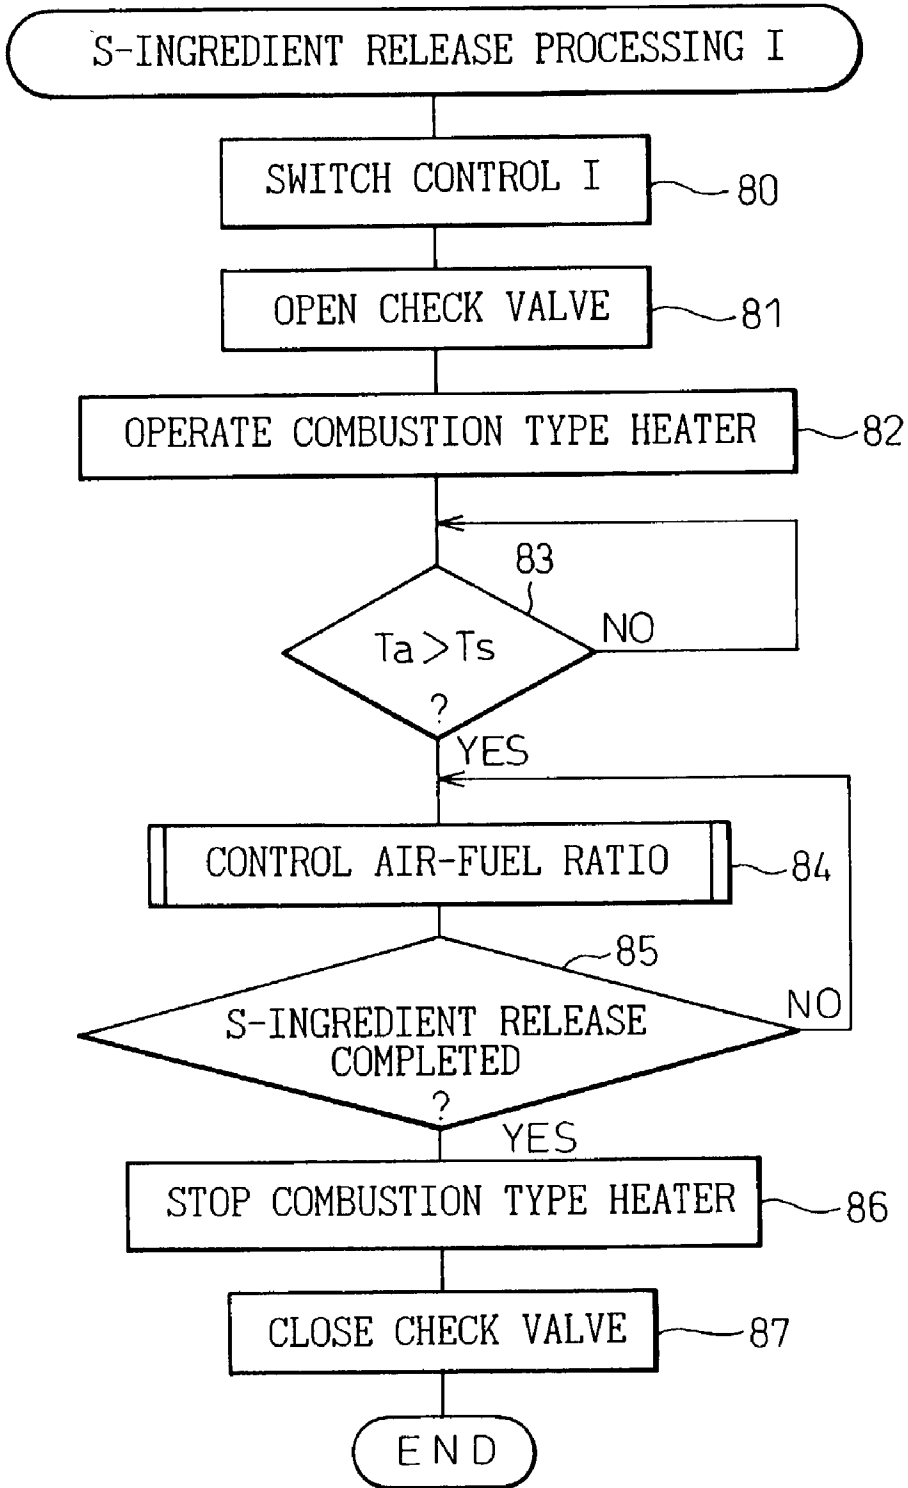 S-INGREDIENT RELEASE PROCESSING I
SWITCH CONTROL I
80
OPEN CHECK VALVE
81
OPERATE COMBUSTION TYPE HEATER
82
83
Ta>Ts
?
NO
YES
CONTROL AIR-FUEL RATIO
84
85
S-INGREDIENT RELEASE
COMPLETED
?
NO
YES
STOP COMBUSTION TYPE HEATER
86
CLOSE CHECK VALVE
87
END